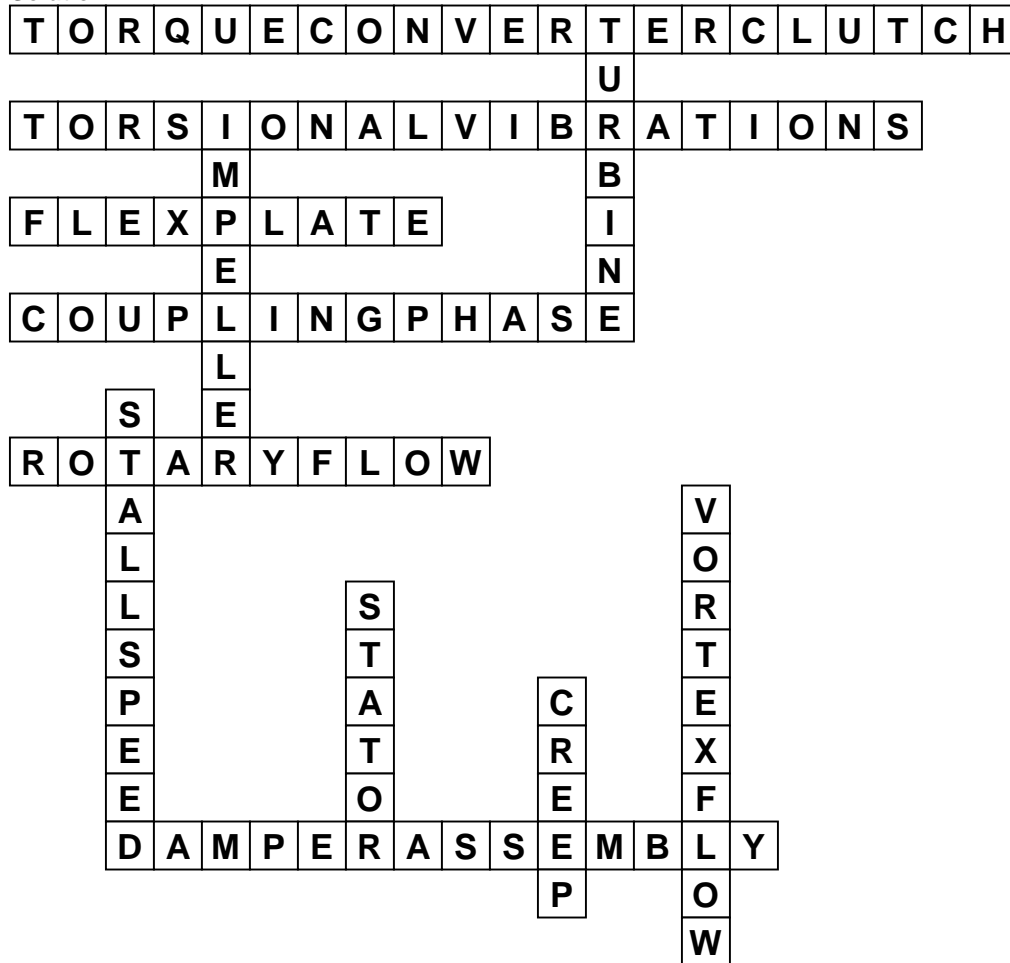 TORQUECONVERTERCLUTCH
U
TORSIONALVIBRATIONS
M B
FLEXPLATE I
E N
COUPLINGPHASE
L
S E
ROTARYFLOW
A V
L O
L S R
S T T
P A C E
E T R X
E O E F
DAMPERASSEMBLY
P O
W